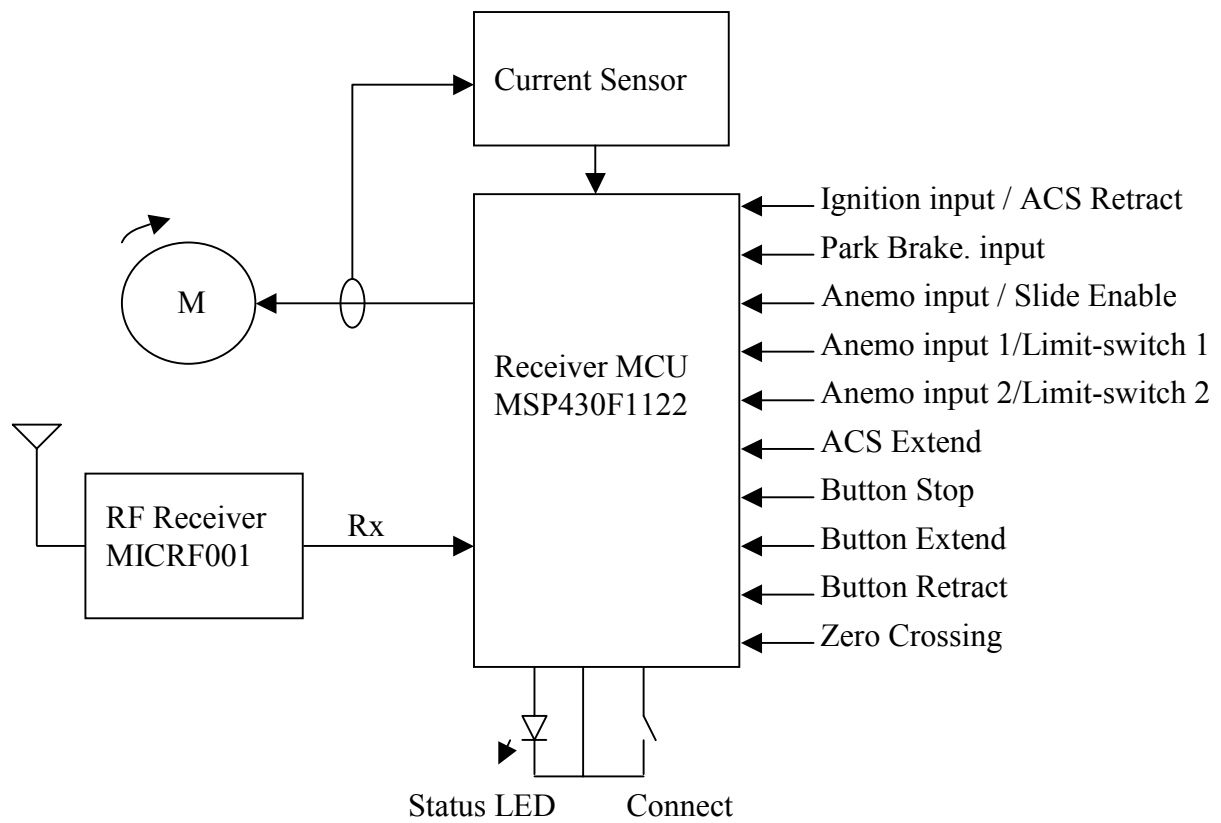 Current Sensor
Ignition input / ACS Retract
Park Brake. input
Anemo input / Slide Enable
M
Anemo input 1/Limit-switch 1
Receiver MCU
MSP430F1122
Anemo input 2/Limit-switch 2
ACS Extend
Button Stop
RF Receiver
MICRF001
Rx
Button Extend
Button Retract
Zero Crossing
Status LED
Connect